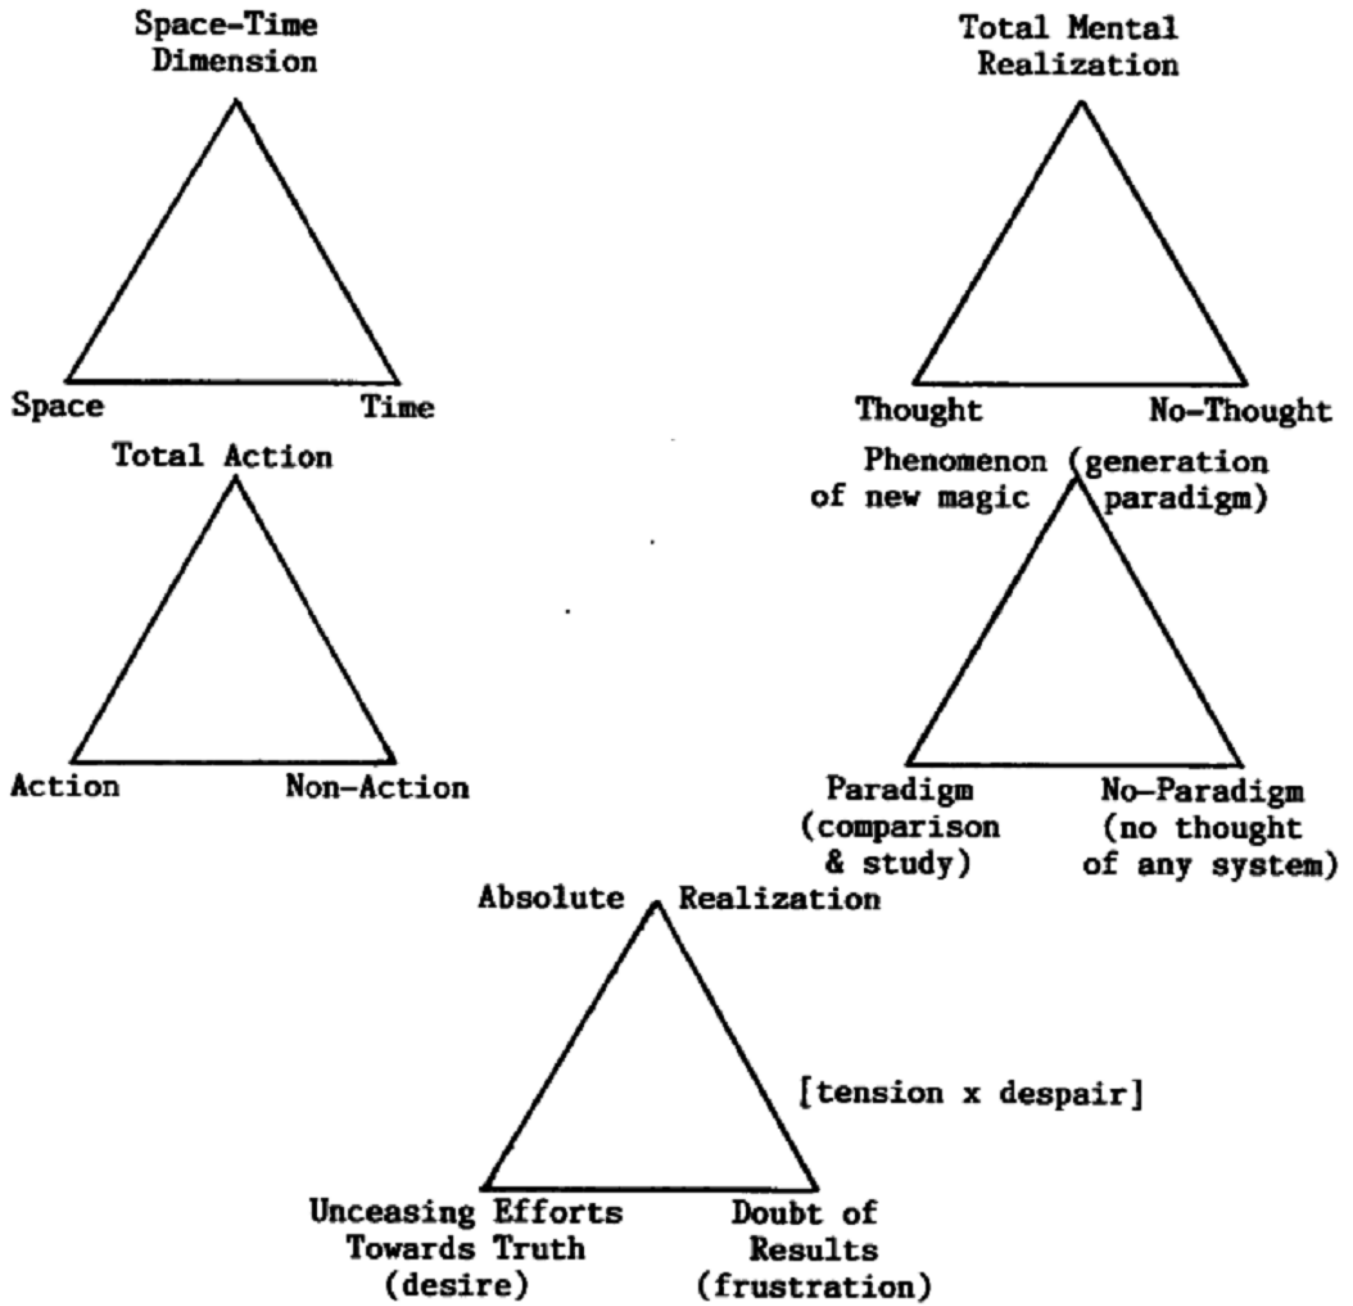 Space-Time
Dimension
Space
Time
Total Mental
Realization
Thought
No-Thought
Total Action
Action
Non-Action
Phenomenon (generation
of new magic paradigm)
Paradigm
(comparison
& study)
No-Paradigm
(no thought
of any system)
Absolute Realization
[tension x despair]
Unceasing Efforts
Towards Truth
(desire)
Doubt of
Results
(frustration)